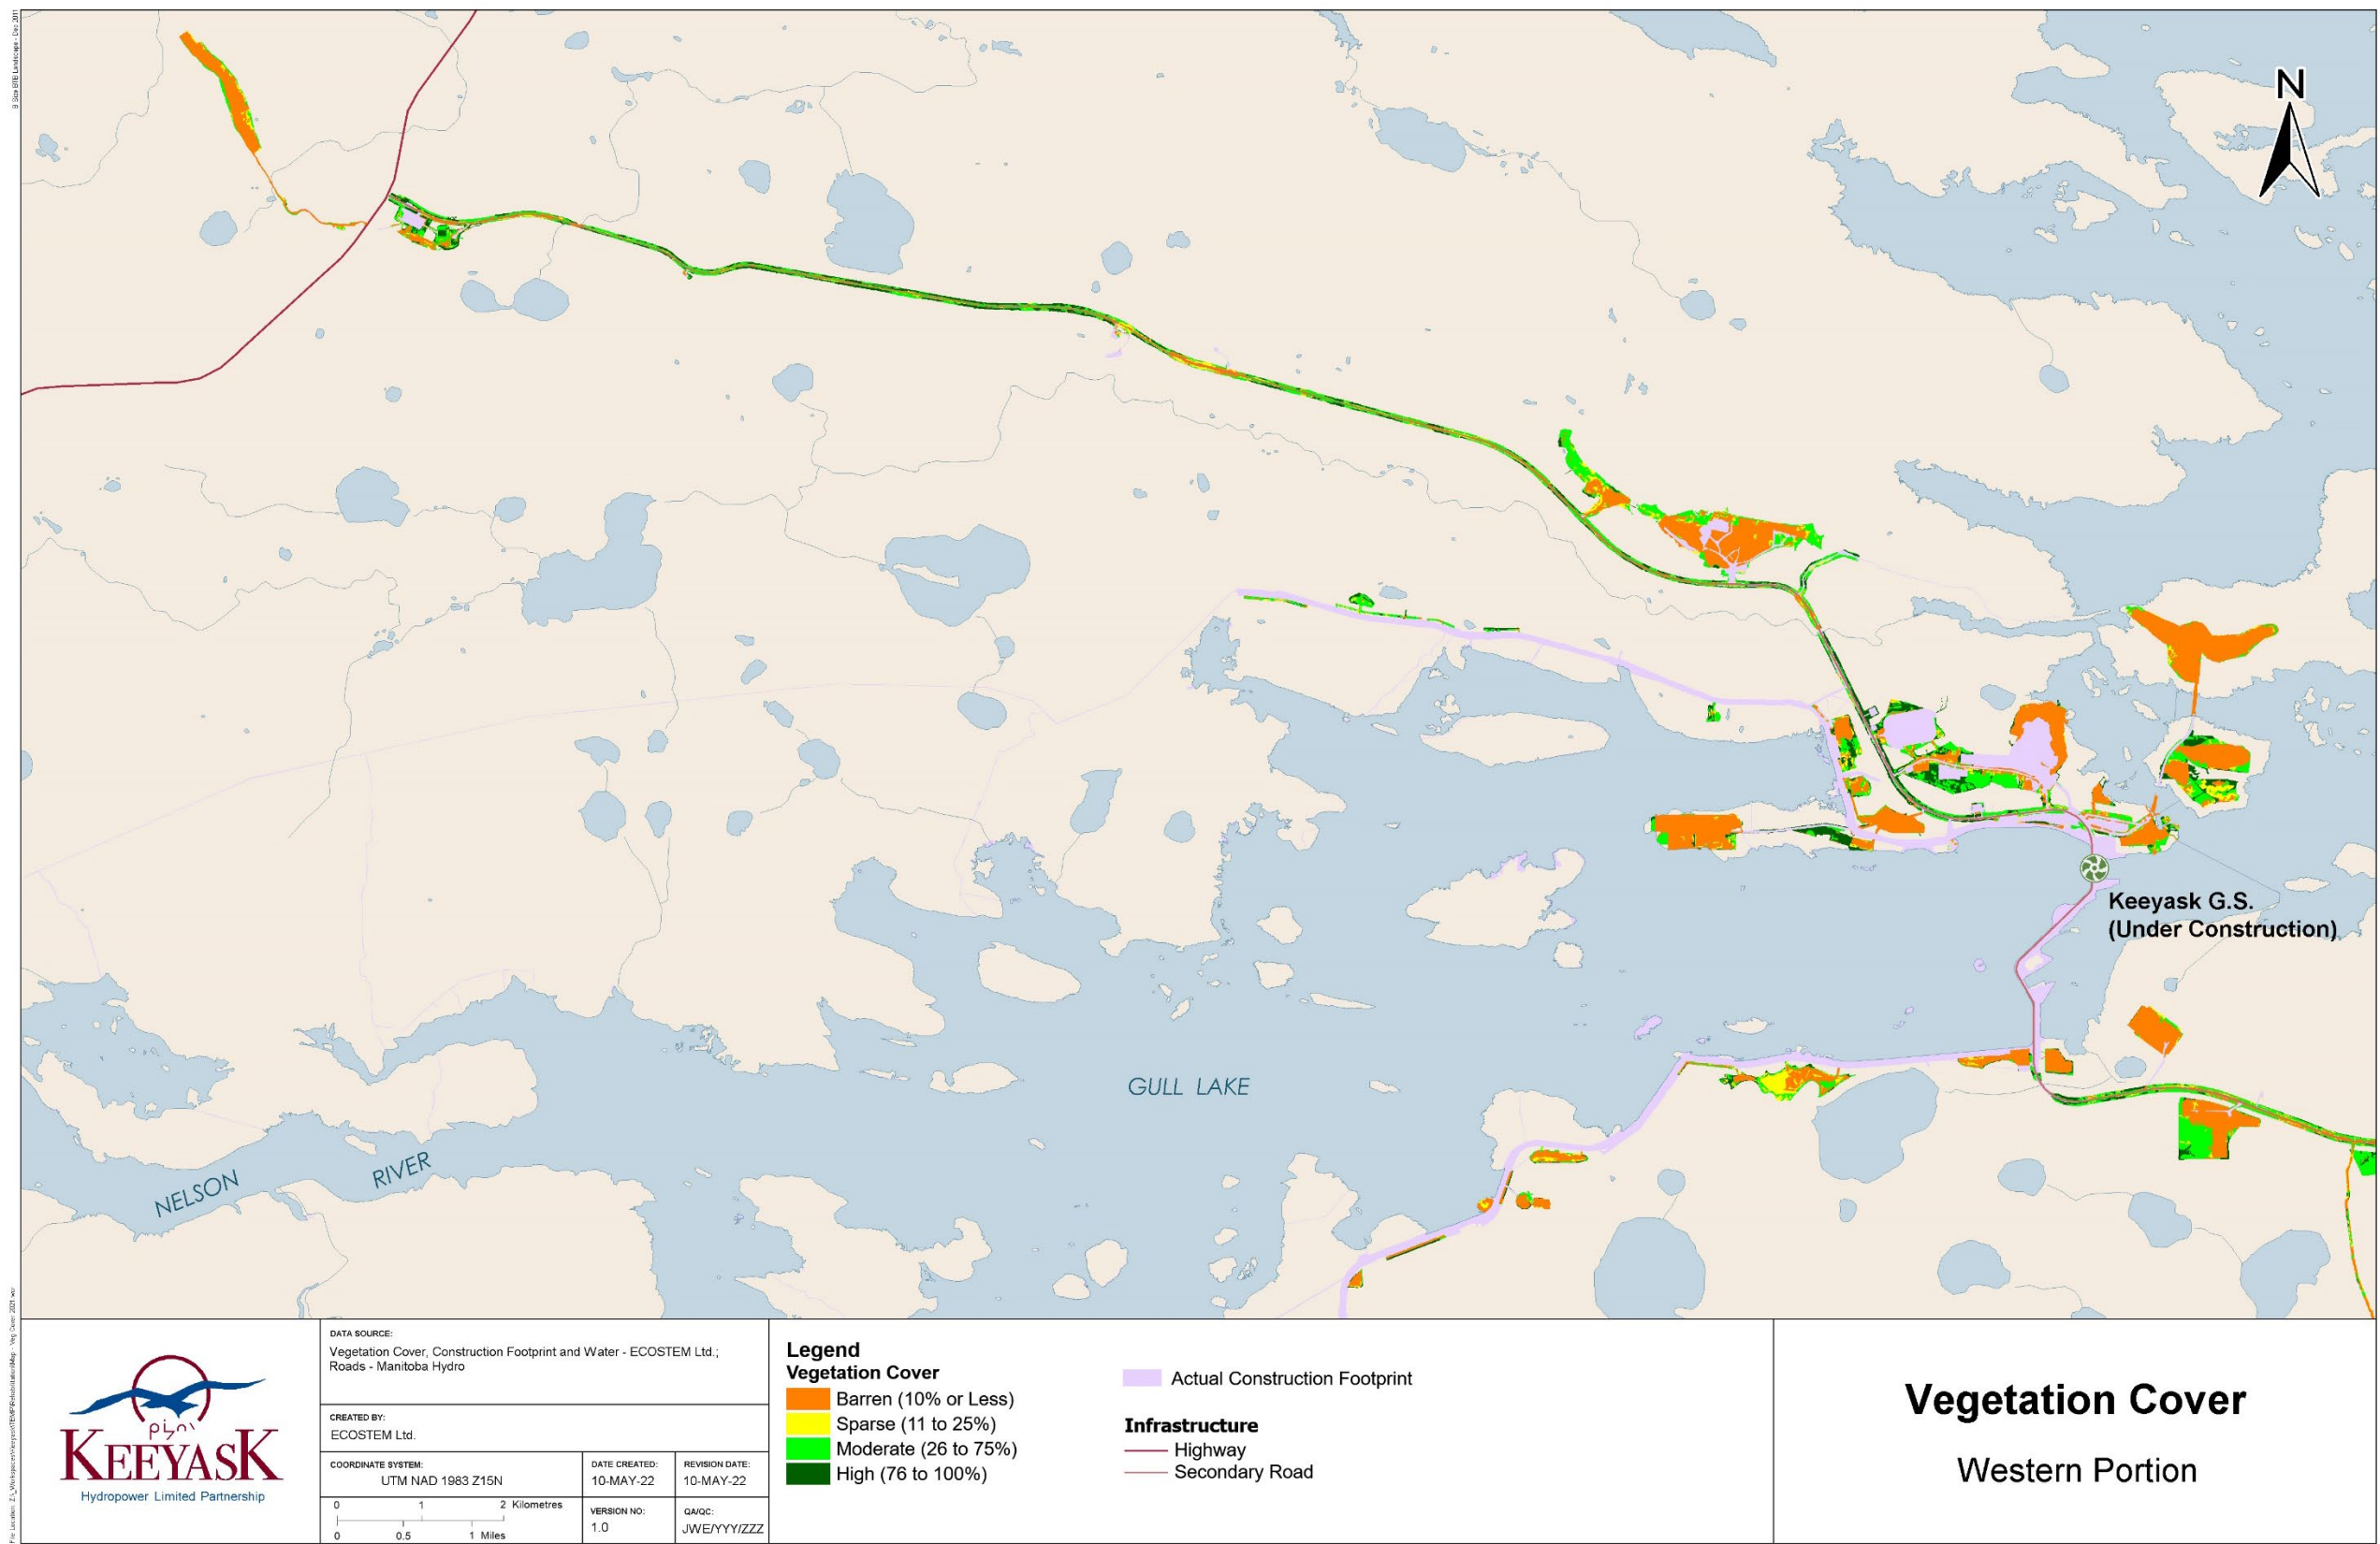 N
Keeyask G.S.
(Under Construction)
GULL LAKE
NELSON RIVER
KEEYASK
Hydropower Limited Partnership
DATA SOURCE:
Vegetation Cover, Construction Footprint and Water - ECOSTEM Ltd.;
Roads - Manitoba Hydro
CREATED BY:
ECOSTEM Ltd.
COORDINATE SYSTEM:
UTM NAD 1983 Z15N
DATE CREATED:
10-MAY-22
REVISION DATE:
10-MAY-22
0 1 2 Kilometres
0 0.5 1 Miles
VERSION NO:
1.0
QA/QC:
JWE/YYY/ZZZ
Legend
Vegetation Cover
Barren (10% or Less)
Sparse (11 to 25%)
Moderate (26 to 75%)
High (76 to 100%)
Actual Construction Footprint
Infrastructure
Highway
Secondary Road
Vegetation Cover
Western Portion